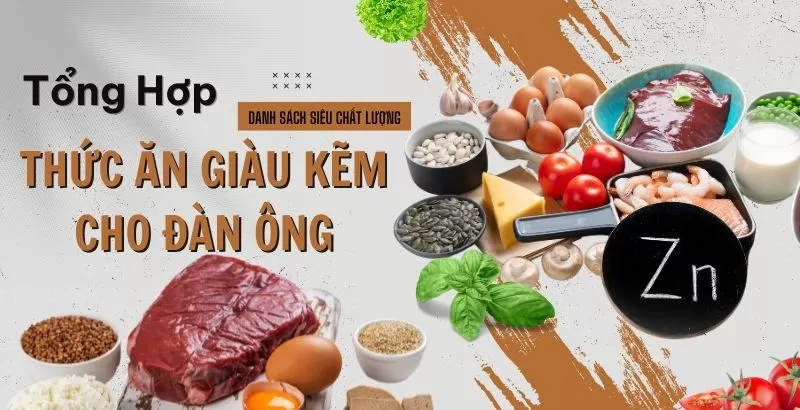 Tổng Hợp
DANH SÁCH SIÊU CHẤT LƯỢNG
THỨC ĂN GIÀU KẼM
CHO ĐÀN ÔNG
Zn